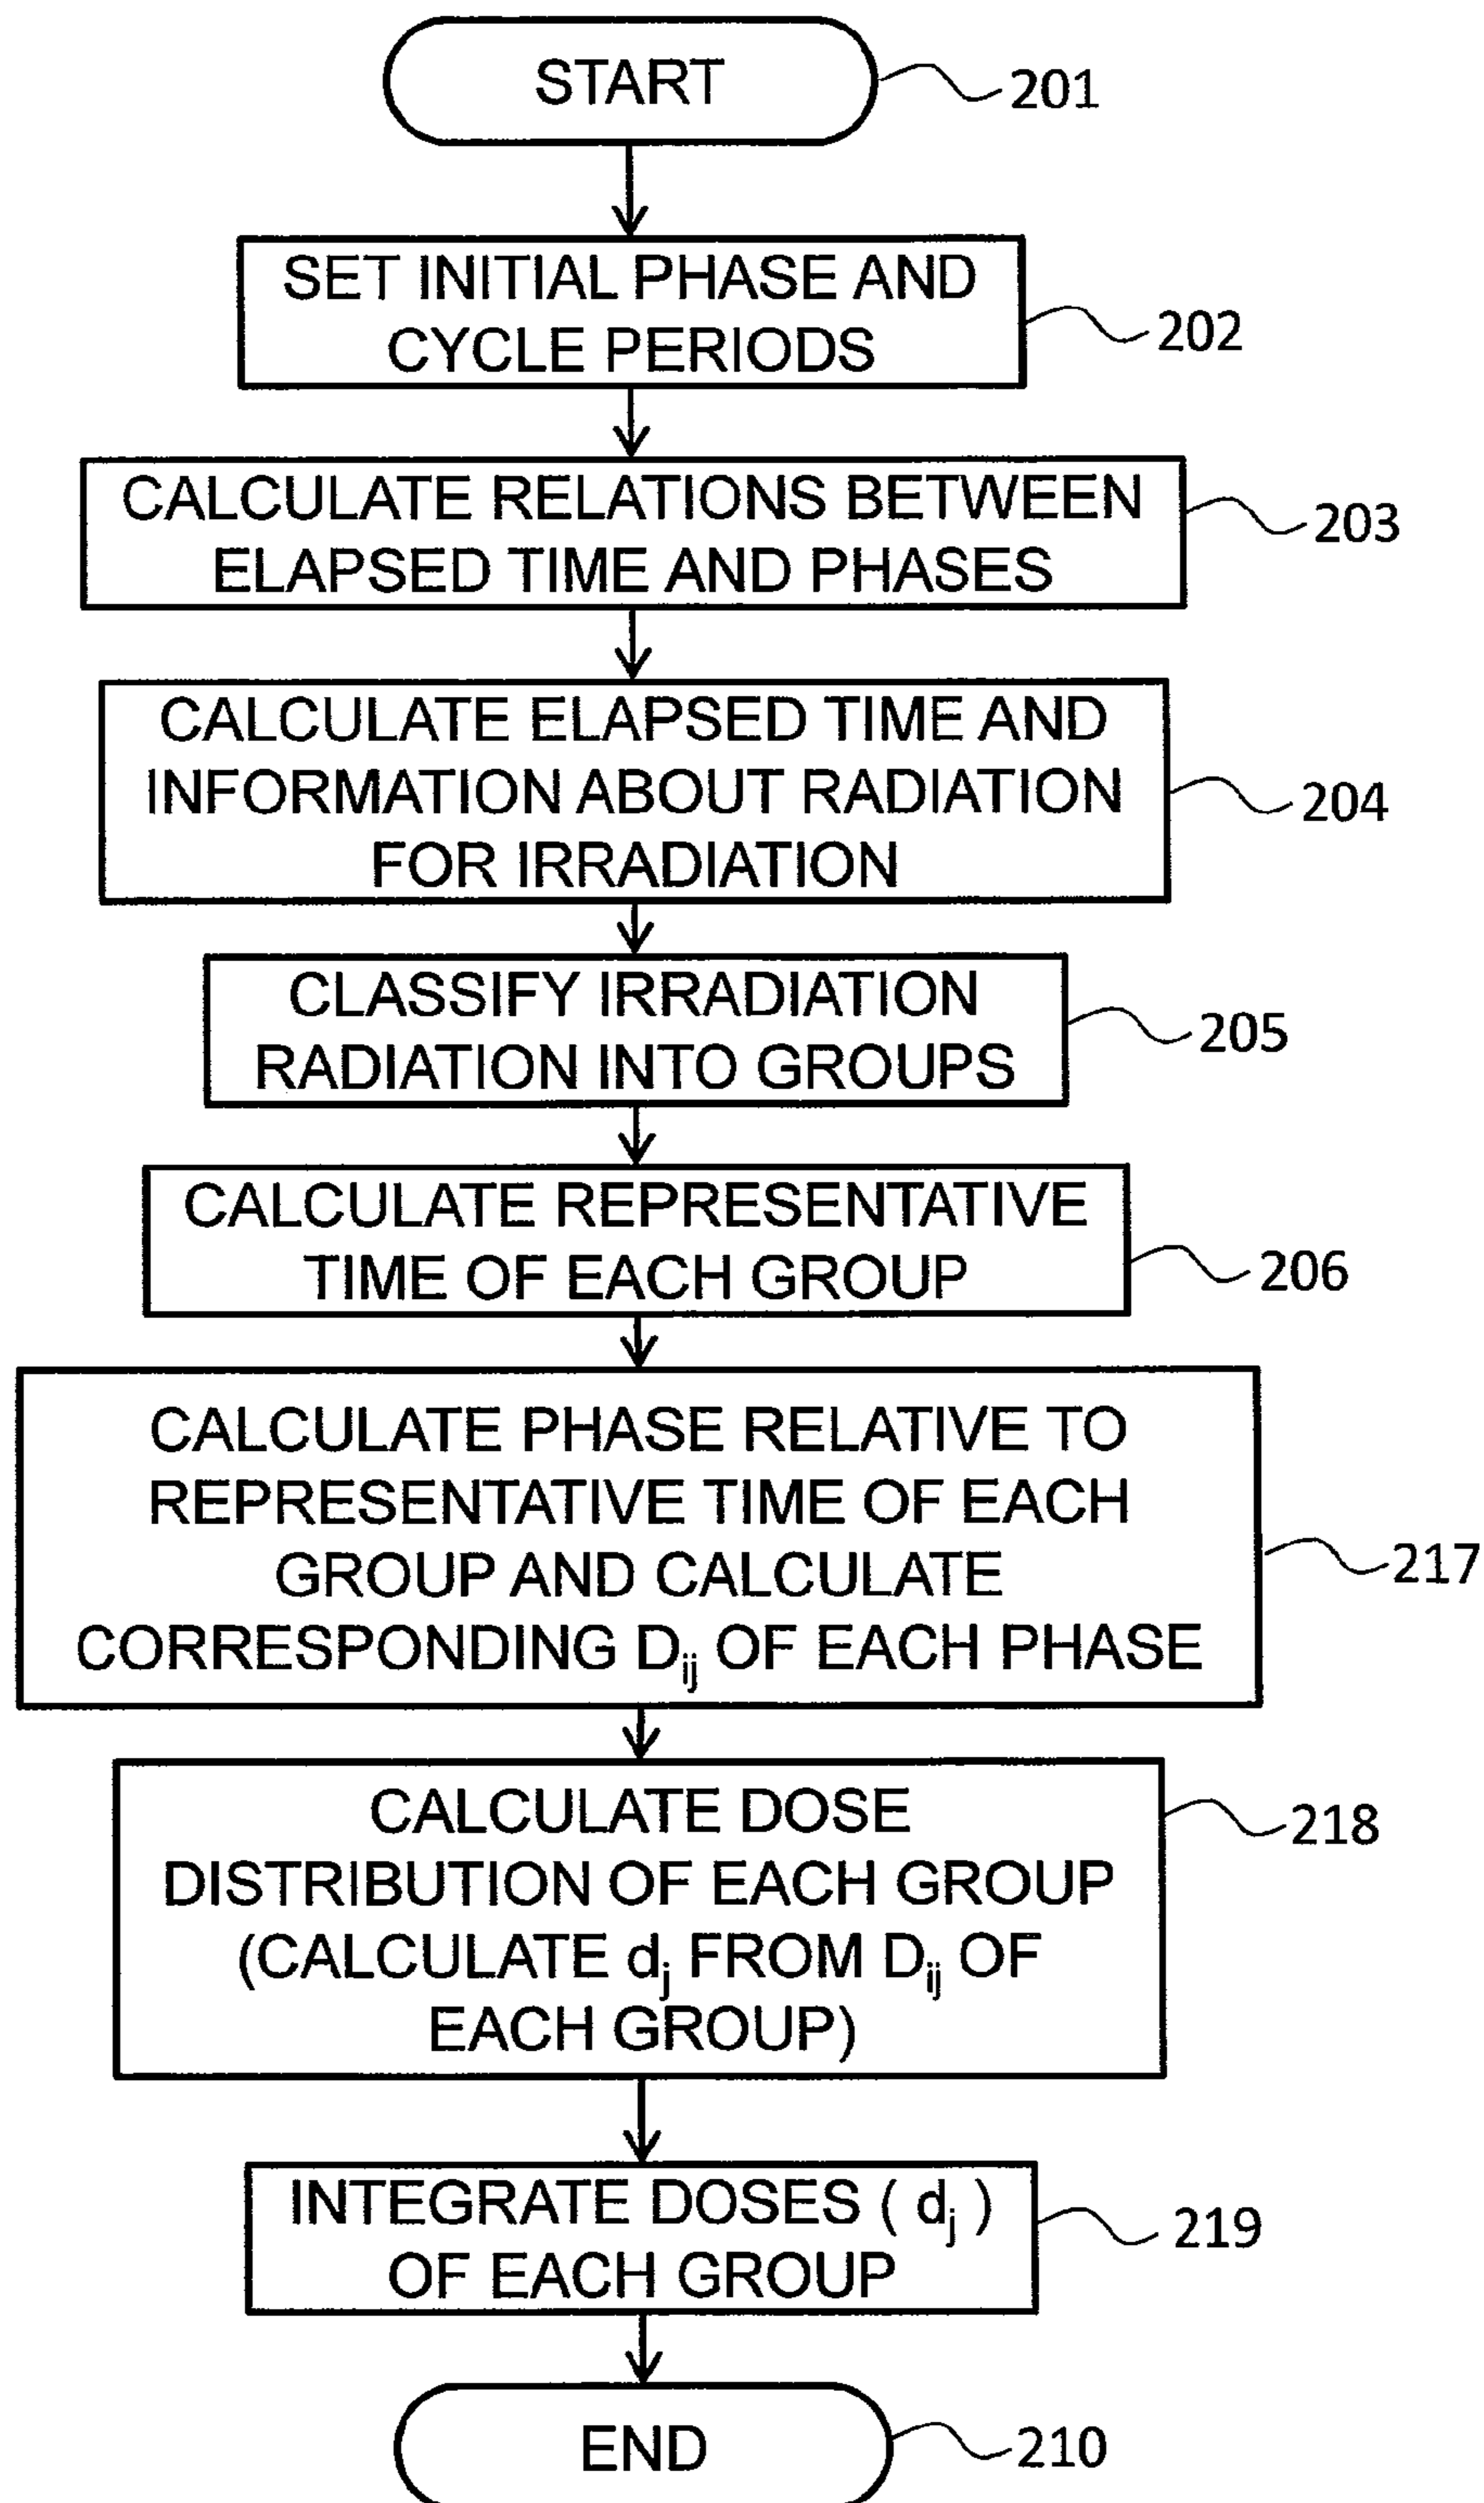 START
201
SET INITIAL PHASE AND
CYCLE PERIODS
202
CALCULATE RELATIONS BETWEEN
ELAPSED TIME AND PHASES
203
CALCULATE ELAPSED TIME AND
INFORMATION ABOUT RADIATION
FOR IRRADIATION
204
CLASSIFY IRRADIATION
RADIATION INTO GROUPS
205
CALCULATE REPRESENTATIVE
TIME OF EACH GROUP
206
CALCULATE PHASE RELATIVE TO
REPRESENTATIVE TIME OF EACH
GROUP AND CALCULATE
CORRESPONDING Dij OF EACH PHASE
217
CALCULATE DOSE
DISTRIBUTION OF EACH GROUP
(CALCULATE dj FROM Dij OF
EACH GROUP)
218
INTEGRATE DOSES ( dj )
OF EACH GROUP
219
END
210